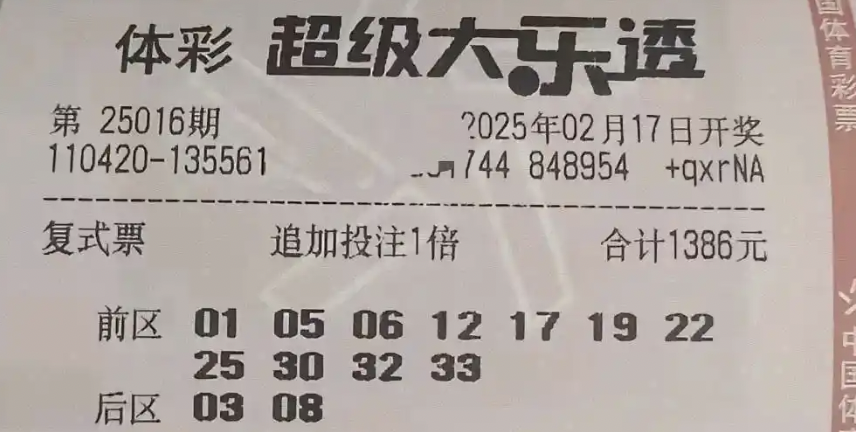 体彩 超级大乐透
第 25016期 2025年02月17日开奖
110420-135561 744 848954 +qxrNA
复式票 追加投注1倍 合计1386元
前区 01 05 06 12 17 19 22
25 30 32 33
后区 03 08
国体育彩票
中国体